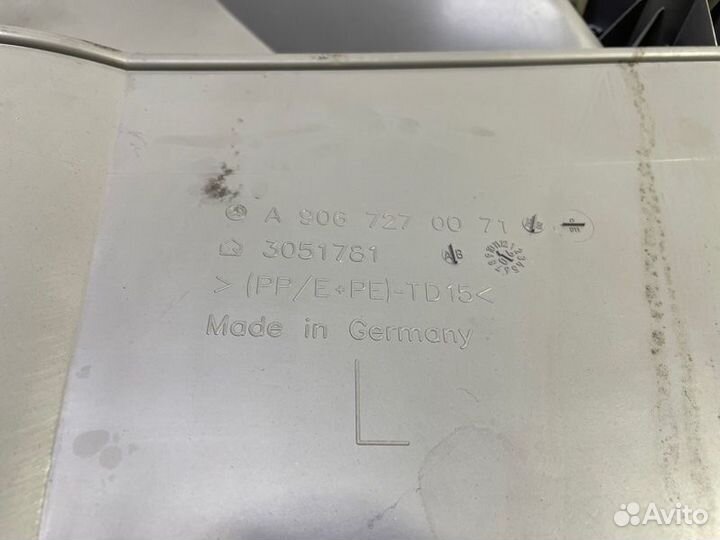 A 906 727 00 71
3051781
> (PP/E+PE)-TD15<
Made in Germany
L
Avito